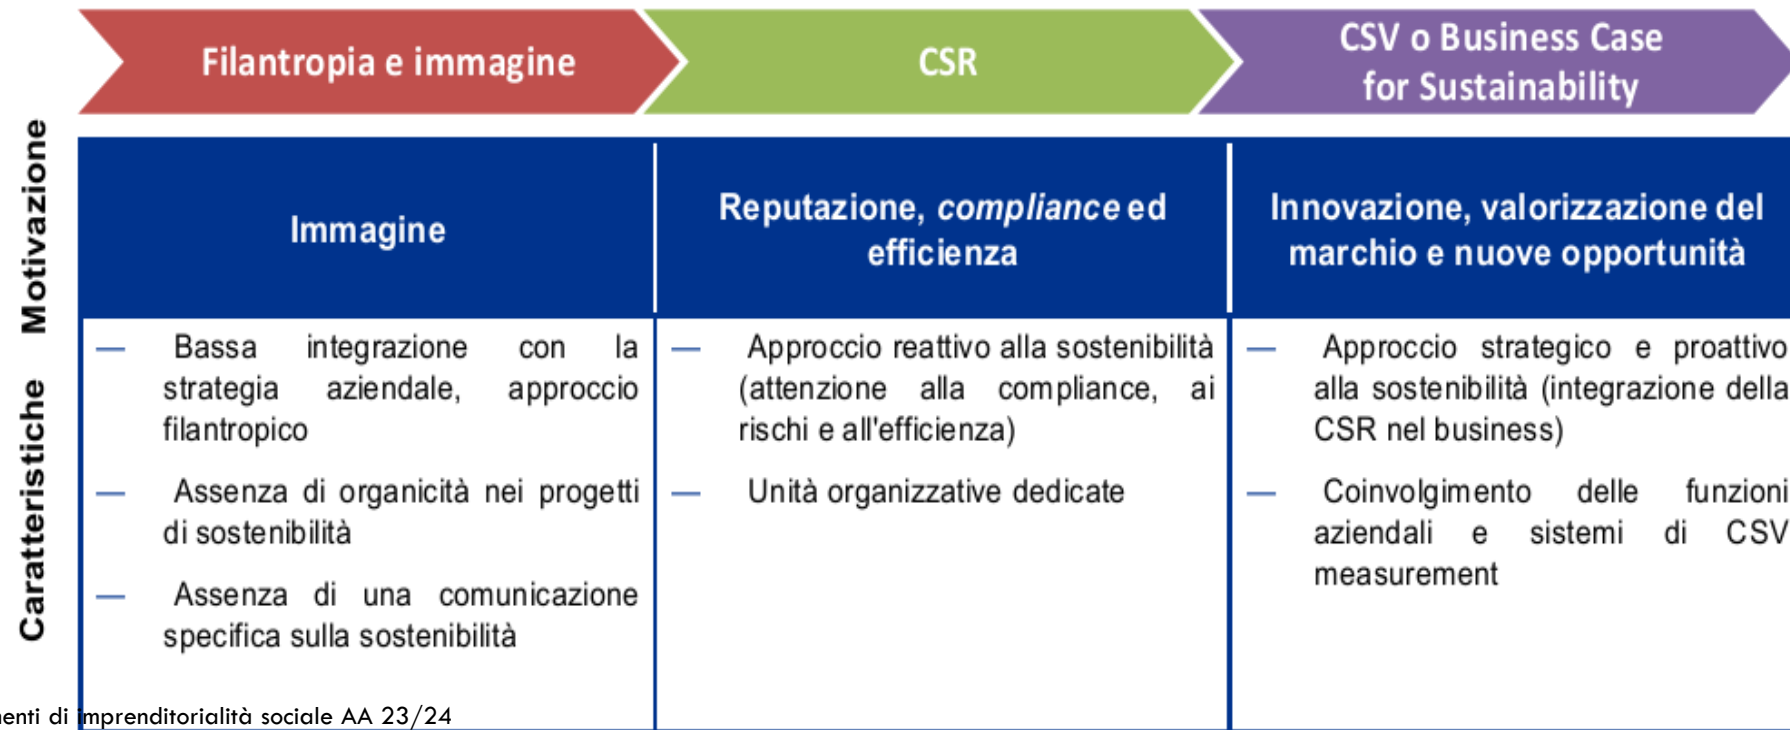 Filantropia e immagine
CSR
CSV o Business Case
for Sustainability
Motivazione
Immagine
Reputazione, compliance ed
efficienza
Innovazione, valorizzazione del
marchio e nuove opportunità
Caratteristiche
— Bassa integrazione con la
strategia aziendale, approccio
filantropico
— Assenza di organicità nei progetti
di sostenibilità
— Assenza di una comunicazione
specifica sulla sostenibilità
— Approccio reattivo alla sostenibilità
(attenzione alla compliance, ai
rischi e all'efficienza)
— Unità organizzative dedicate
— Approccio strategico e proattivo
alla sostenibilità (integrazione della
CSR nel business)
— Coinvolgimento delle funzioni
aziendali e sistemi di CSV
measurement
enti di imprenditorialità sociale AA 23/24